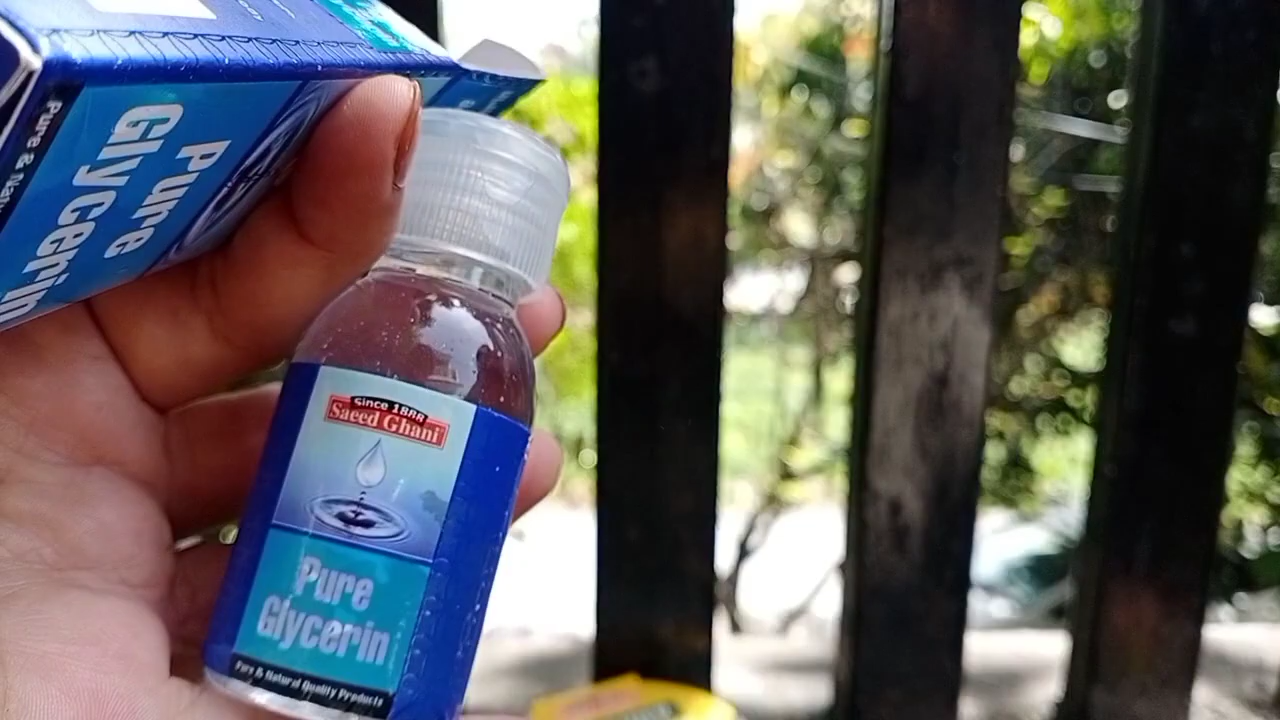 Pure
Glycerin
Pure & Nat
Since 1888
Saeed Ghani
Pure
Glycerin
Pure & Natural Quality Products